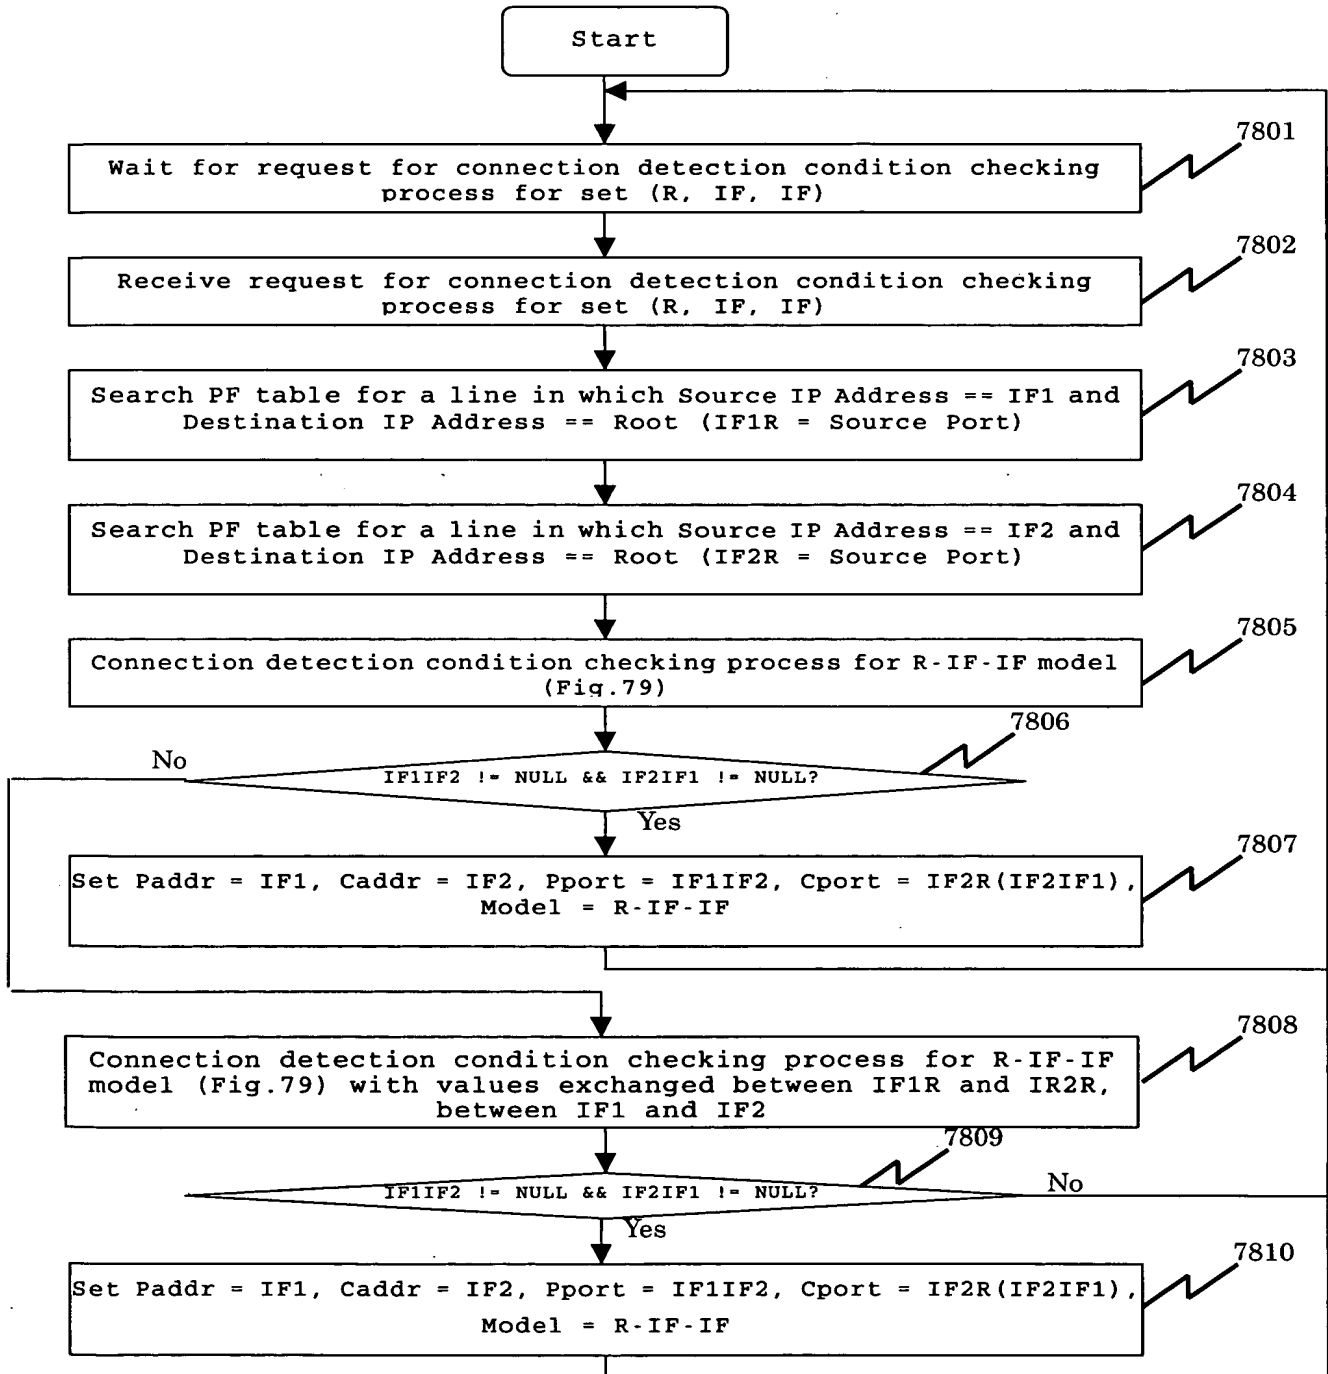 Start
7801
Wait for request for connection detection condition checking
process for set (R, IF, IF)
7802
Receive request for connection detection condition checking
process for set (R, IF, IF)
7803
Search PF table for a line in which Source IP Address == IF1 and
Destination IP Address == Root (IF1R = Source Port)
7804
Search PF table for a line in which Source IP Address == IF2 and
Destination IP Address == Root (IF2R = Source Port)
7805
Connection detection condition checking process for R-IF-IF model
(Fig.79)
7806
No
IF1IF2 != NULL && IF2IF1 != NULL?
Yes
7807
Set Paddr = IF1, Caddr = IF2, Pport = IF1IF2, Cport = IF2R(IF2IF1),
Model = R-IF-IF
7808
Connection detection condition checking process for R-IF-IF
model (Fig.79) with values exchanged between IF1R and IR2R,
between IF1 and IF2
7809
IF1IF2 != NULL && IF2IF1 != NULL?
No
Yes
7810
Set Paddr = IF1, Caddr = IF2, Pport = IF1IF2, Cport = IF2R(IF2IF1),
Model = R-IF-IF